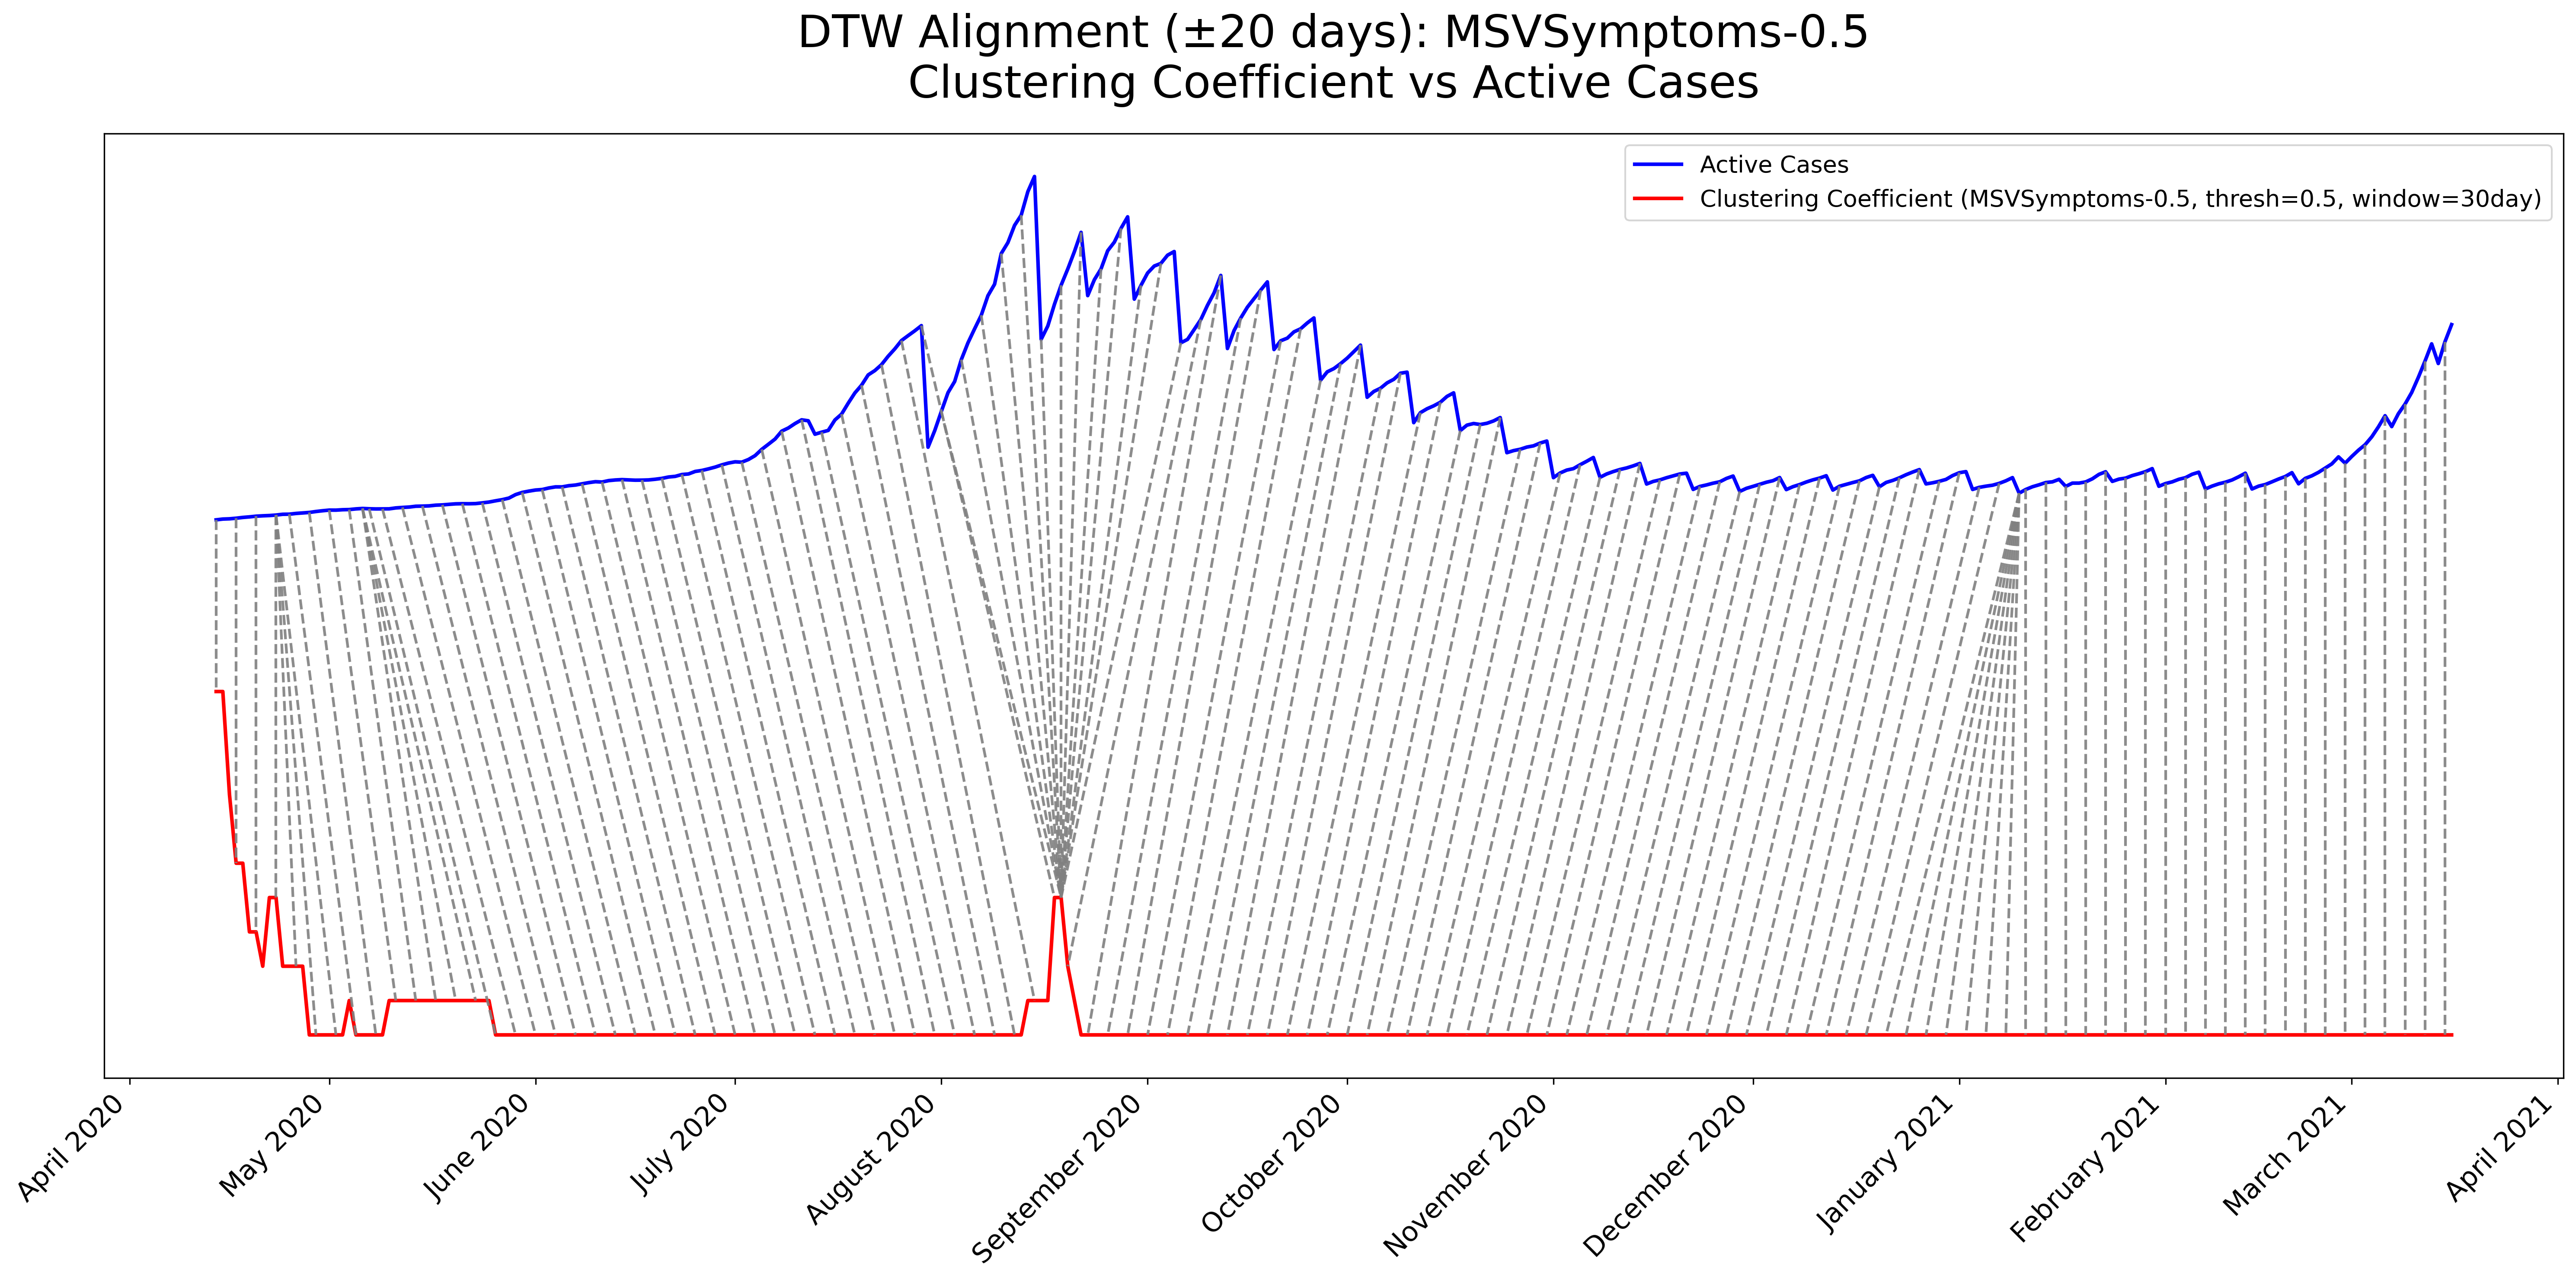 DTW Alignment (±20 days): MSVSymptoms-0.5
Clustering Coefficient vs Active Cases
Active Cases
Clustering Coefficient (MSVSymptoms-0.5, thresh=0.5, window=30day)
April 2020
May 2020
June 2020
July 2020
August 2020
September 2020
October 2020
November 2020
December 2020
January 2021
February 2021
March 2021
April 2021